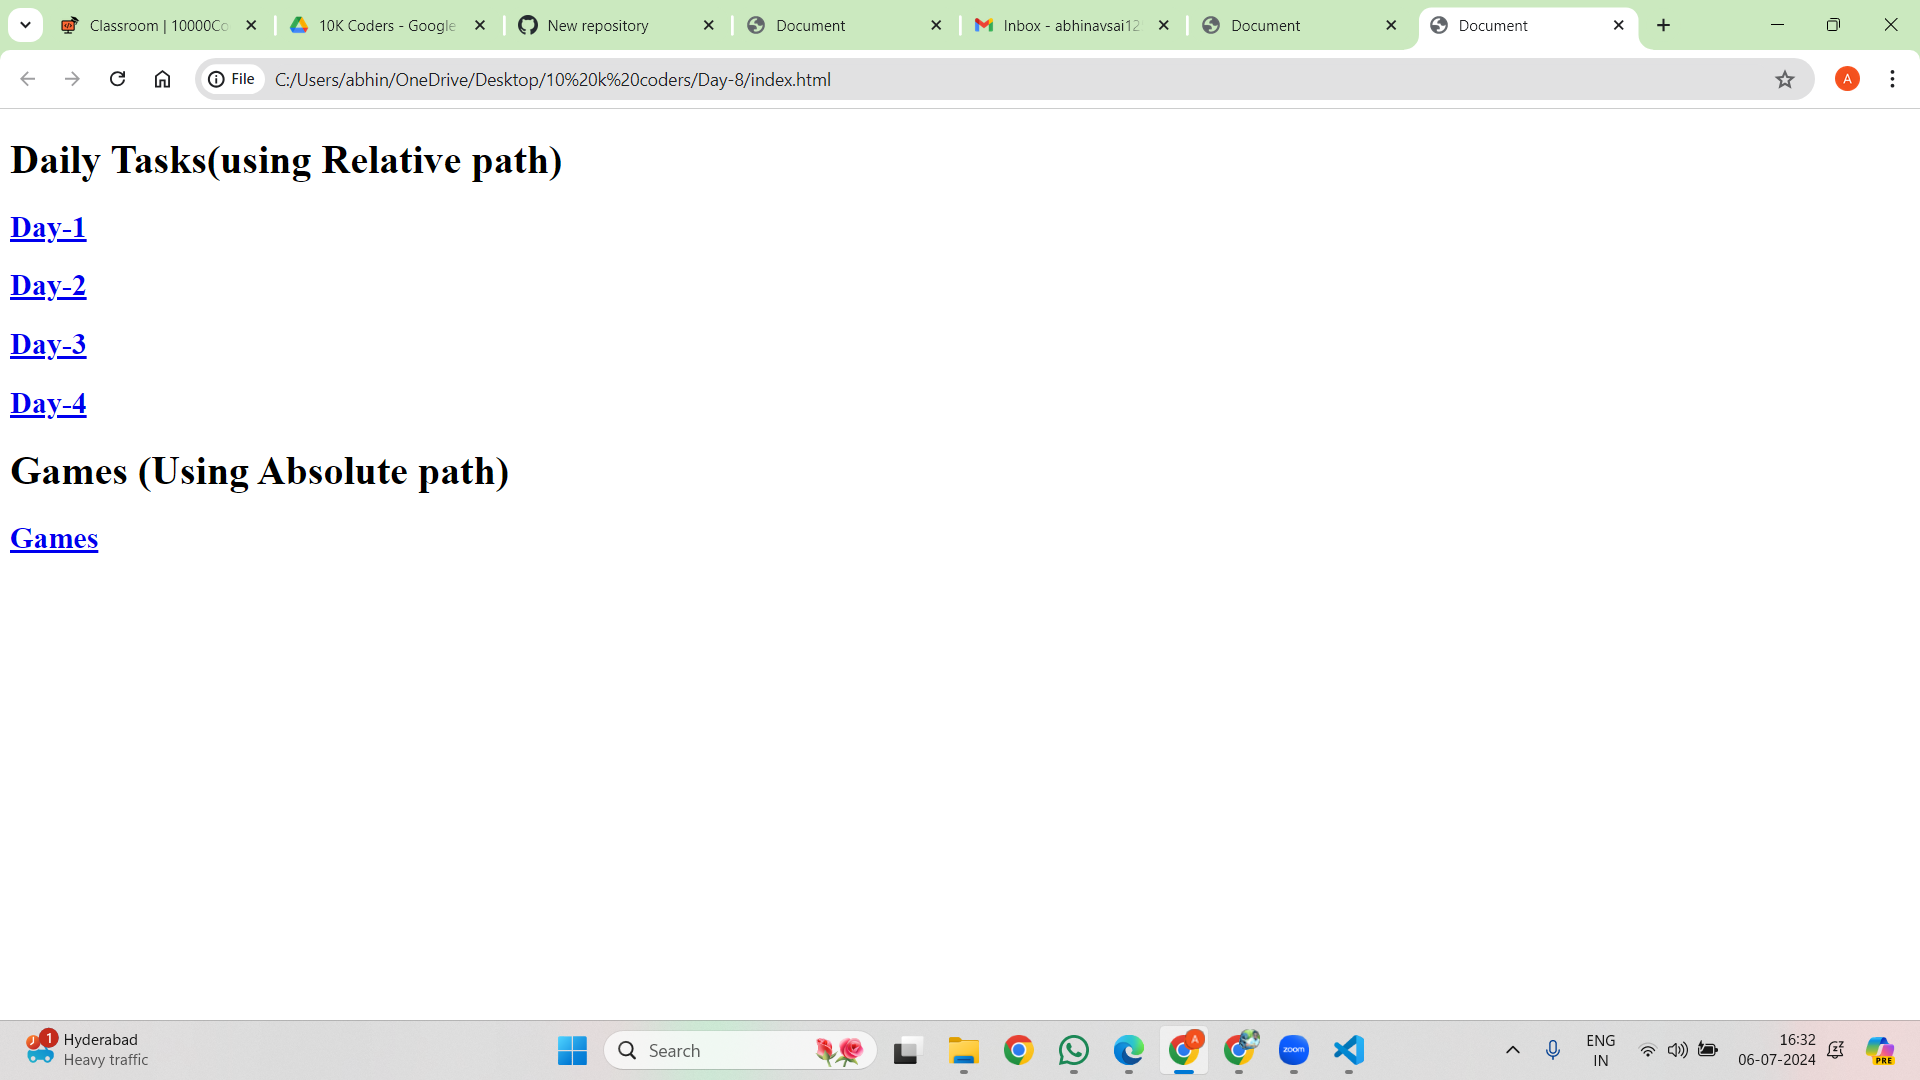 Classroom | 10000Co
10K Coders - Google
New repository
Document
Inbox - abhinavsai12
Document
Document
File
C:/Users/abhin/OneDrive/Desktop/10%20k%20coders/Day-8/index.html
A
Daily Tasks(using Relative path)
Day-1
Day-2
Day-3
Day-4
Games (Using Absolute path)
Games
1
Hyderabad
Heavy traffic
Search
A
zoom
ENG
IN
16:32
06-07-2024
PRE